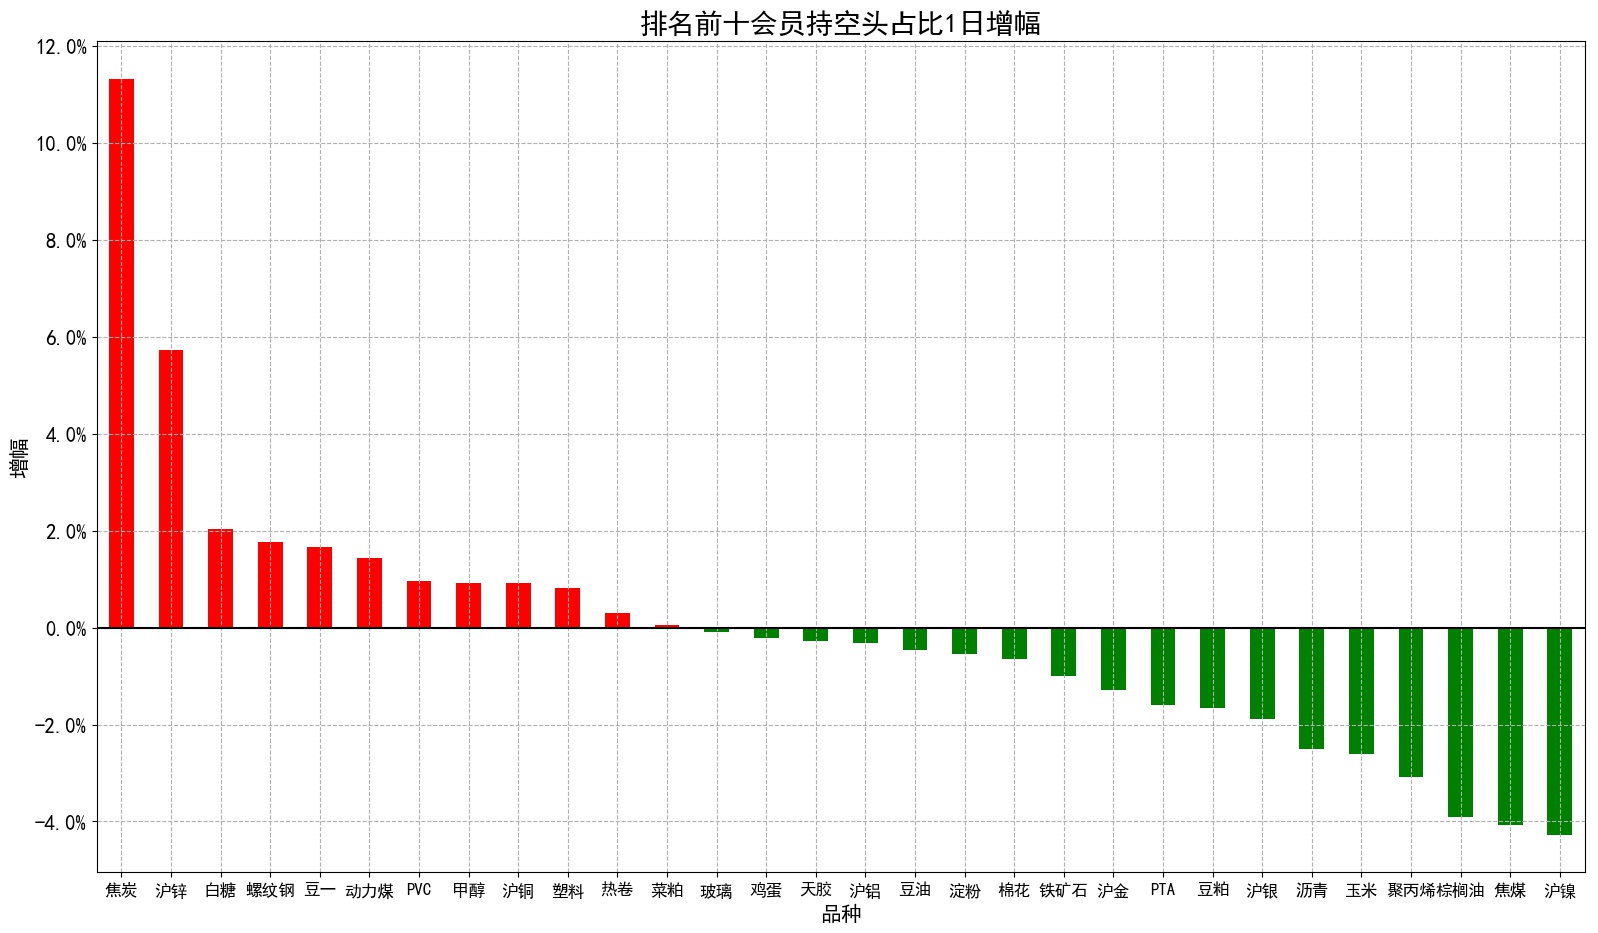 排名前十会员持空头占比1日增幅
12.0%
10.0%
8.0%
6.0%
4.0%
2.0%
0.0%
-2.0%
-4.0%
增幅
焦炭 沪锌 白糖 螺纹钢 豆一 动力煤 PVC 甲醇 沪铜 塑料 热卷 菜粕 玻璃 鸡蛋 天胶 沪铝 豆油 淀粉 棉花 铁矿石 沪金 PTA 豆粕 沪银 沥青 玉米 聚丙烯 棕榈油 焦煤 沪镍
品种